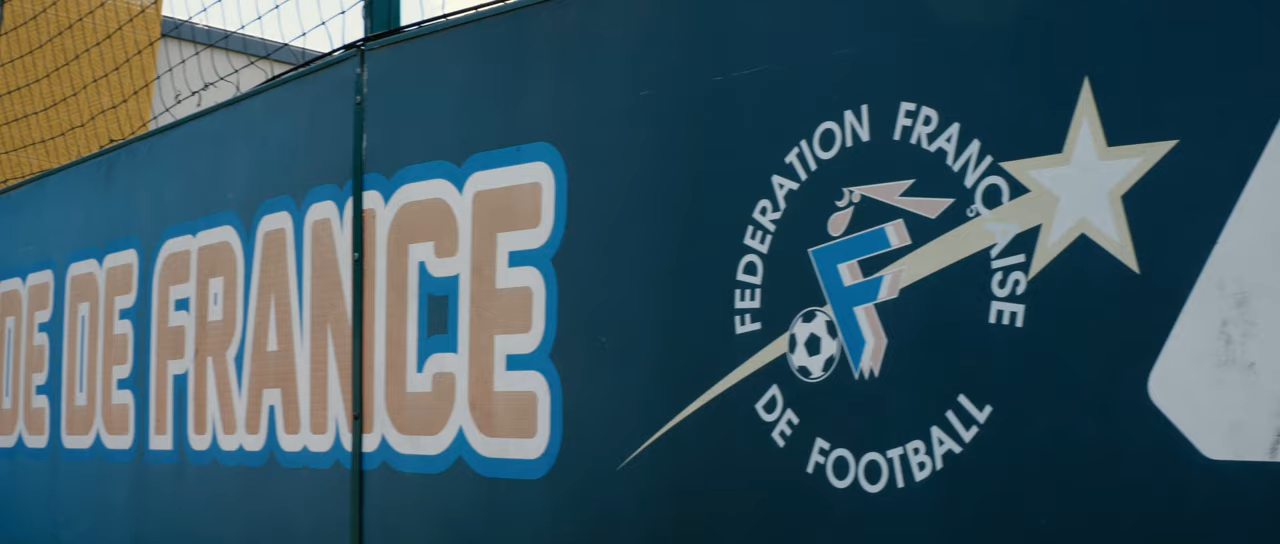 DE DE FRANCE
FEDERATION FRANÇAISE
DE FOOTBALL
F